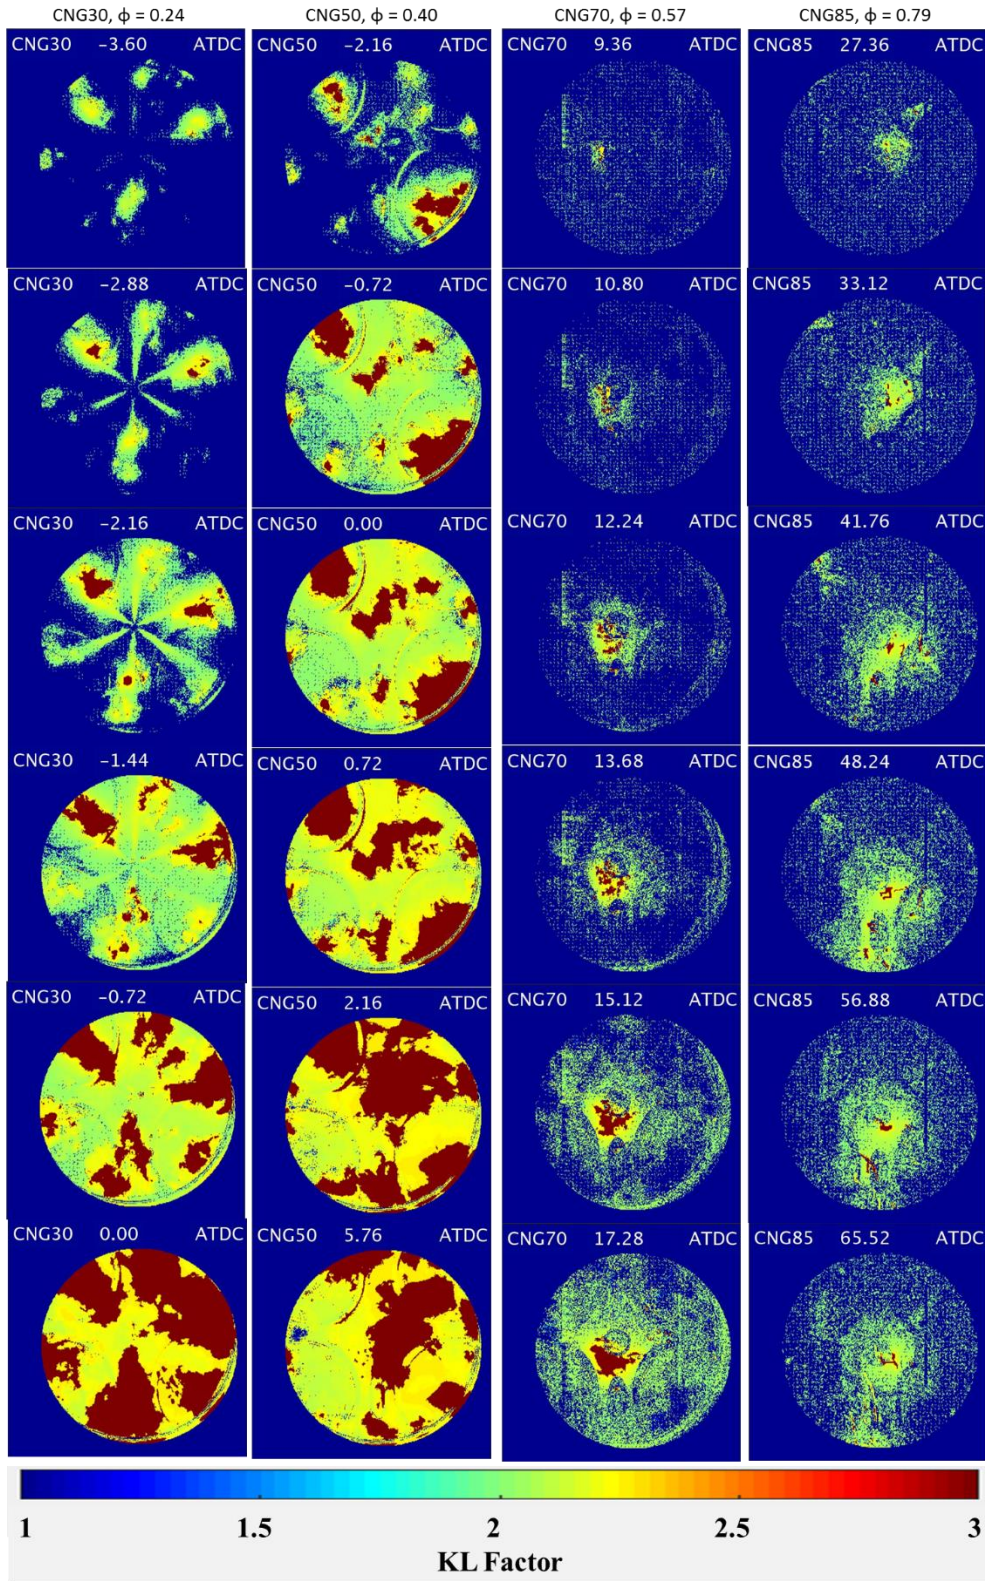 CNG30, ϕ = 0.24 CNG50, ϕ = 0.40 CNG70, ϕ = 0.57 CNG85, ϕ = 0.79
CNG30 −3.60 ATDC CNG50 −2.16 ATDC CNG70 9.36 ATDC CNG85 27.36 ATDC
CNG30 −2.88 ATDC CNG50 −0.72 ATDC CNG70 10.80 ATDC CNG85 33.12 ATDC
CNG30 −2.16 ATDC CNG50 0.00 ATDC CNG70 12.24 ATDC CNG85 41.76 ATDC
CNG30 −1.44 ATDC CNG50 0.72 ATDC CNG70 13.68 ATDC CNG85 48.24 ATDC
CNG30 −0.72 ATDC CNG50 2.16 ATDC CNG70 15.12 ATDC CNG85 56.88 ATDC
CNG30 0.00 ATDC CNG50 5.76 ATDC CNG70 17.28 ATDC CNG85 65.52 ATDC
1 1.5 2 2.5 3
KL Factor